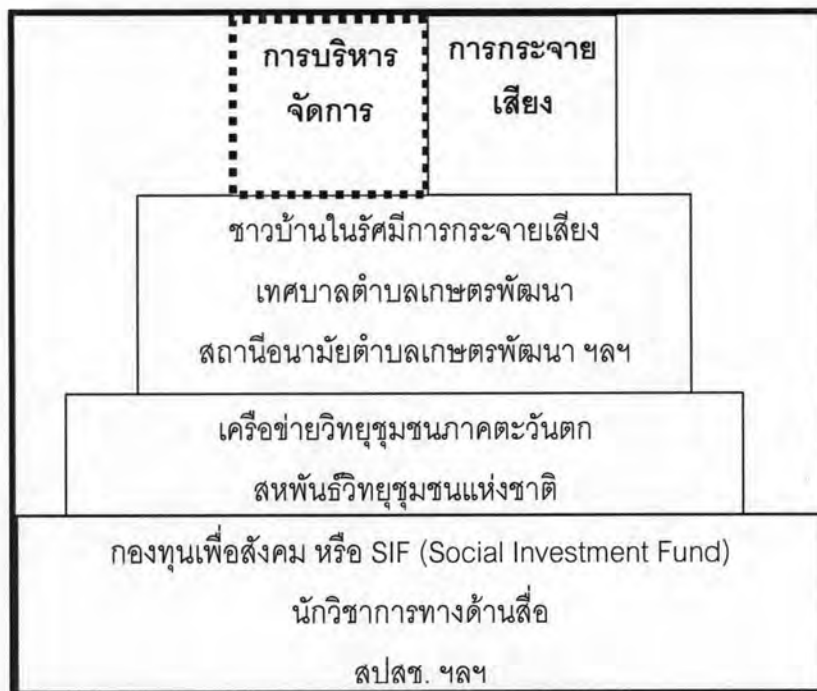 การบริหาร
จัดการ
การกระจาย
เสียง
ชาวบ้านในรัศมีการกระจายเสียง
เทศบาลตำบลเกษตรพัฒนา
สถานีอนามัยตำบลเกษตรพัฒนา ฯลฯ
เครือข่ายวิทยุชุมชนภาคตะวันตก
สหพันธ์วิทยุชุมชนแห่งชาติ
กองทุนเพื่อสังคม หรือ SIF (Social Investment Fund)
นักวิชาการทางด้านสื่อ
สปสช. ฯลฯ